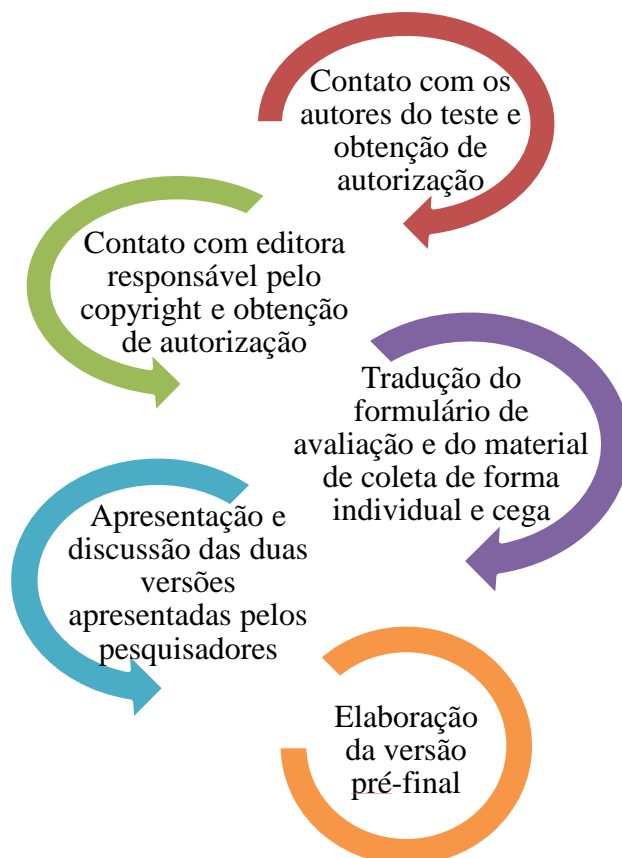 Contato com os
autores do teste e
obtenção de
autorização
Contato com editora
responsável pelo
copyright e obtenção
de autorização
Tradução do
formulário de
avaliação e do material
de coleta de forma
individual e cega
Apresentação e
discussão das duas
versões
apresentadas pelos
pesquisadores
Elaboração
da versão
pré-final